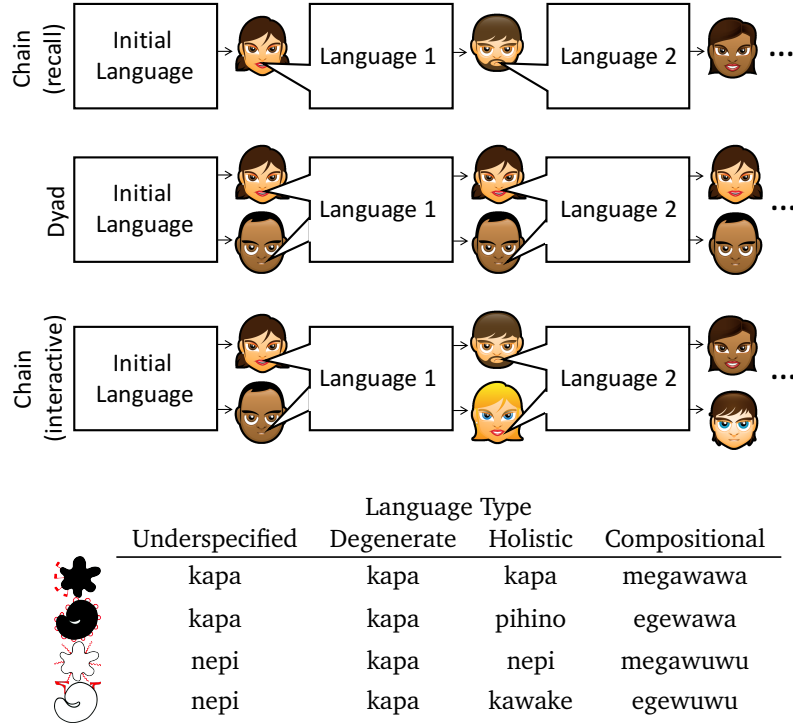 Chain
(recall)
Initial
Language
Language 1
Language 2
...
Dyad
Initial
Language
Language 1
Language 2
...
Chain
(interactive)
Initial
Language
Language 1
Language 2
...
Language Type
Underspecified Degenerate Holistic Compositional
kapa kapa kapa megawawa
kapa kapa pihino egewawa
nepi kapa nepi megawuwu
nepi kapa kawake egewuwu